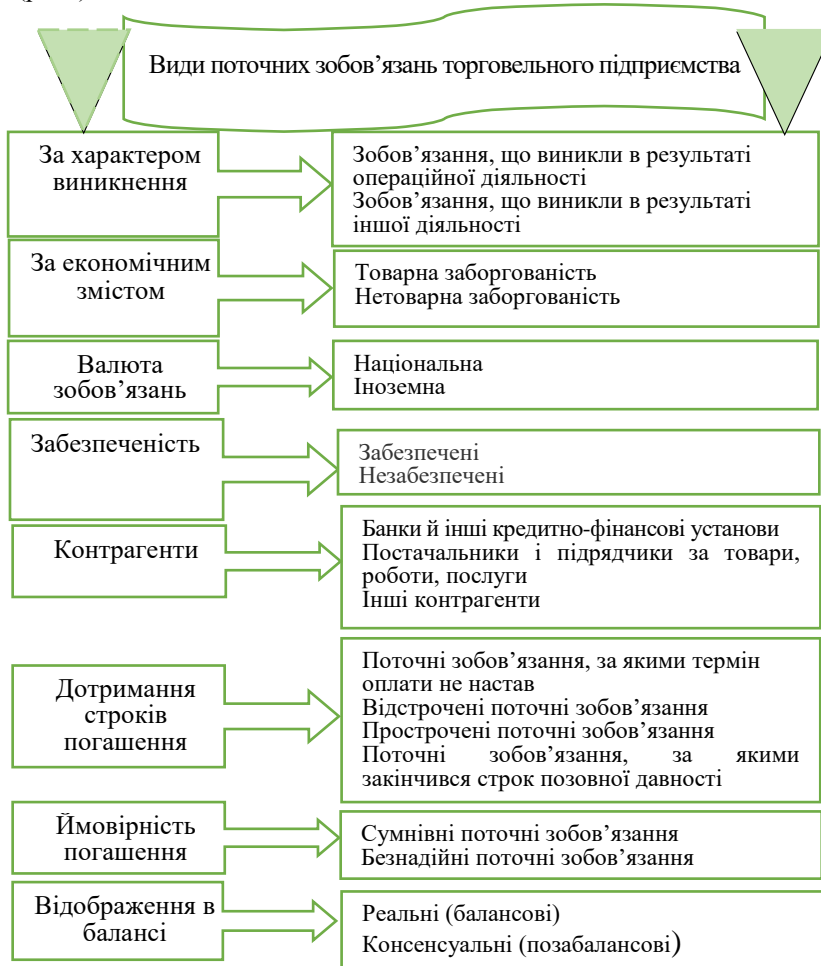 Види поточних зобов’язань торговельного підприємства
За характером
виникнення
Зобов’язання, що виникли в результаті
операційної діяльності
Зобов’язання, що виникли в результаті
іншої діяльності
За економічним
змістом
Товарна заборгованість
Нетоварна заборгованість
Валюта
зобов’язань
Національна
Іноземна
Забезпеченість
Забезпечені
Незабезпечені
Контрагенти
Банки й інші кредитно-фінансові установи
Постачальники і підрядчики за товари,
роботи, послуги
Інші контрагенти
Дотримання
строків
погашення
Поточні зобов’язання, за якими термін
оплати не настав
Відстрочені поточні зобов’язання
Прострочені поточні зобов’язання
Поточні зобов’язання, за якими
закінчився строк позовної давності
Ймовірність
погашення
Сумнівні поточні зобов’язання
Безнадійні поточні зобов’язання
Відображення в
балансі
Реальні (балансові)
Консенсуальні (позабалансові)